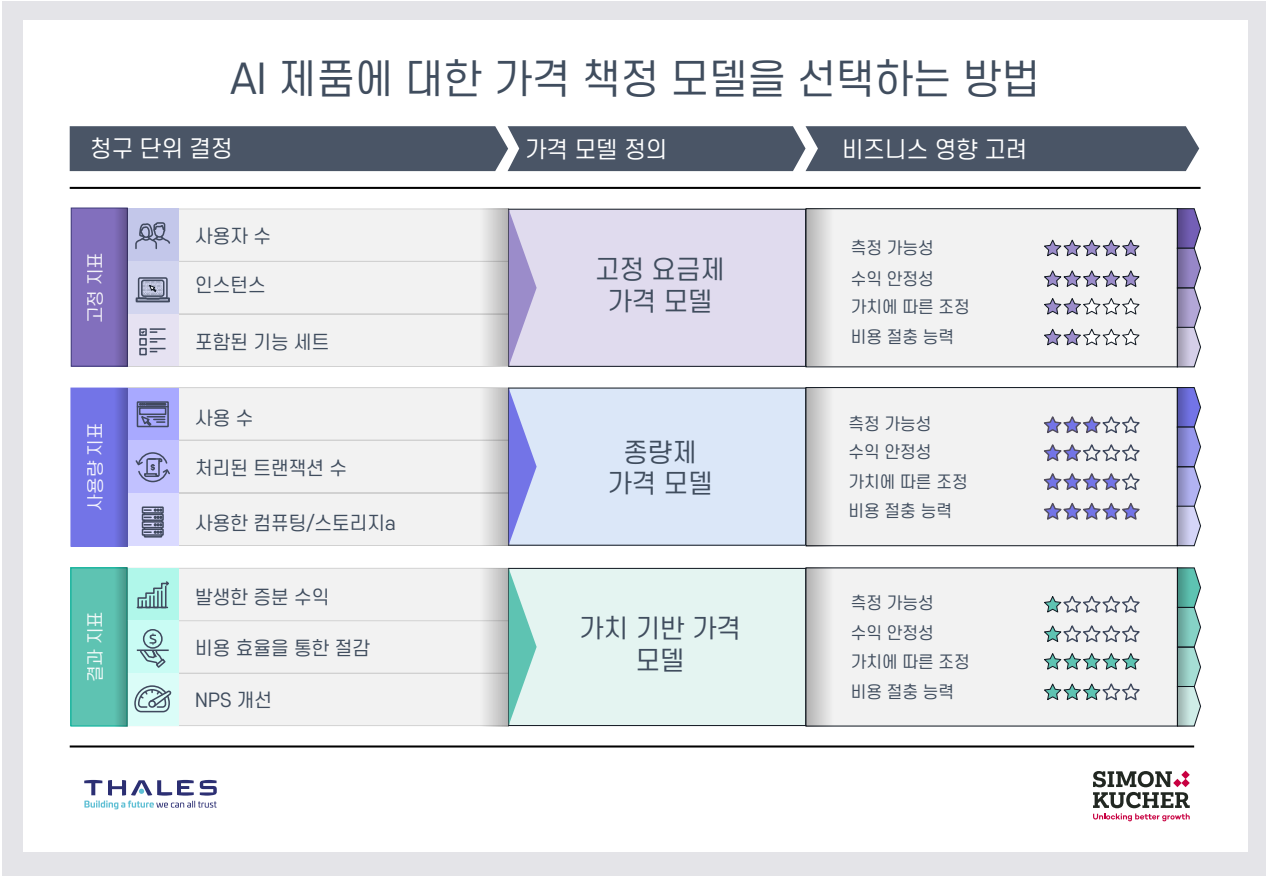 AI 제품에 대한 가격 책정 모델을 선택하는 방법
청구 단위 결정
가격 모델 정의
비즈니스 영향 고려
고정 지표
사용자 수
인스턴스
포함된 기능 세트
고정 요금제
가격 모델
측정 가능성
수익 안정성
가치에 따른 조정
비용 절충 능력
사용량 지표
사용 수
처리된 트랜잭션 수
사용한 컴퓨팅/스토리지a
종량제
가격 모델
측정 가능성
수익 안정성
가치에 따른 조정
비용 절충 능력
결과 지표
발생한 증분 수익
비용 효율을 통한 절감
NPS 개선
가치 기반 가격
모델
측정 가능성
수익 안정성
가치에 따른 조정
비용 절충 능력
THALES
Building a future we can all trust
SIMON
KUCHER
Unlocking better growth